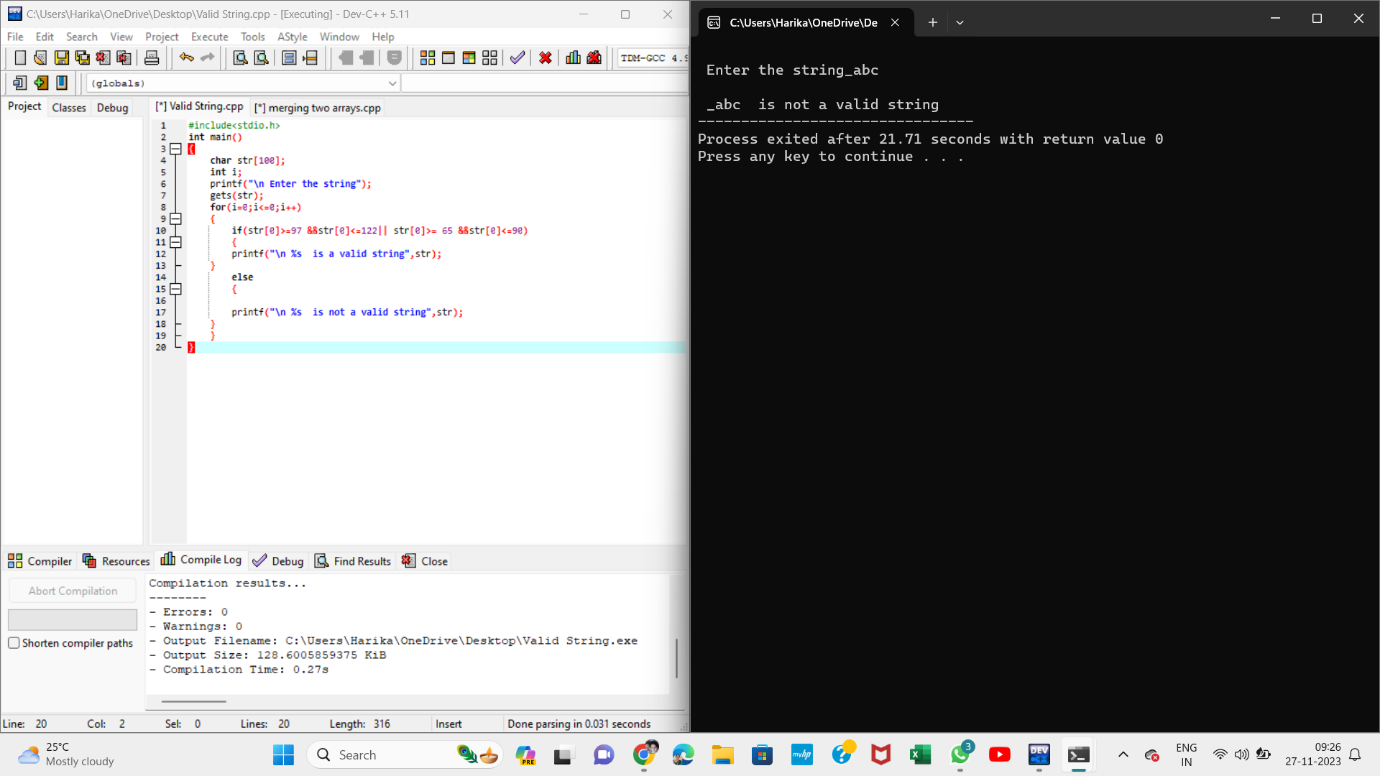 C:\Users\Harika\OneDrive\Desktop\Valid String.cpp - [Executing] - Dev-C++ 5.11
File Edit Search View Project Execute Tools AStyle Window Help
TDM-GCC 4.9
(globals)
Project Classes Debug
[*] Valid String.cpp [*] merging two arrays.cpp
1 #include<stdio.h>
2 int main()
3 {
4 char str[100];
5 int i;
6 printf("\n Enter the string");
7 gets(str);
8 for(i=0;i<=0;i++)
9 {
10 if(str[0]>=97 &&str[0]<=122|| str[0]>= 65 &&str[0]<=90)
11 {
12 printf("\n %s  is a valid string",str);
13 }
14 else
15 {
16
17 printf("\n %s  is not a valid string",str);
18 }
19 }
20 }
Compiler Resources Compile Log Debug Find Results Close
Abort Compilation
Shorten compiler paths
Compilation results...
--------
- Errors: 0
- Warnings: 0
- Output Filename: C:\Users\Harika\OneDrive\Desktop\Valid String.exe
- Output Size: 128.6005859375 KiB
- Compilation Time: 0.27s
Line: 20 Col: 2 Sel: 0 Lines: 20 Length: 316 Insert Done parsing in 0.031 seconds
C:\Users\Harika\OneDrive\De
Enter the string_abc
_abc  is not a valid string
--------------------------------
Process exited after 21.71 seconds with return value 0
Press any key to continue . . .
25°C
Mostly cloudy
Search
PRE
myhp
3
DEV
ENG
IN
09:26
27-11-2023